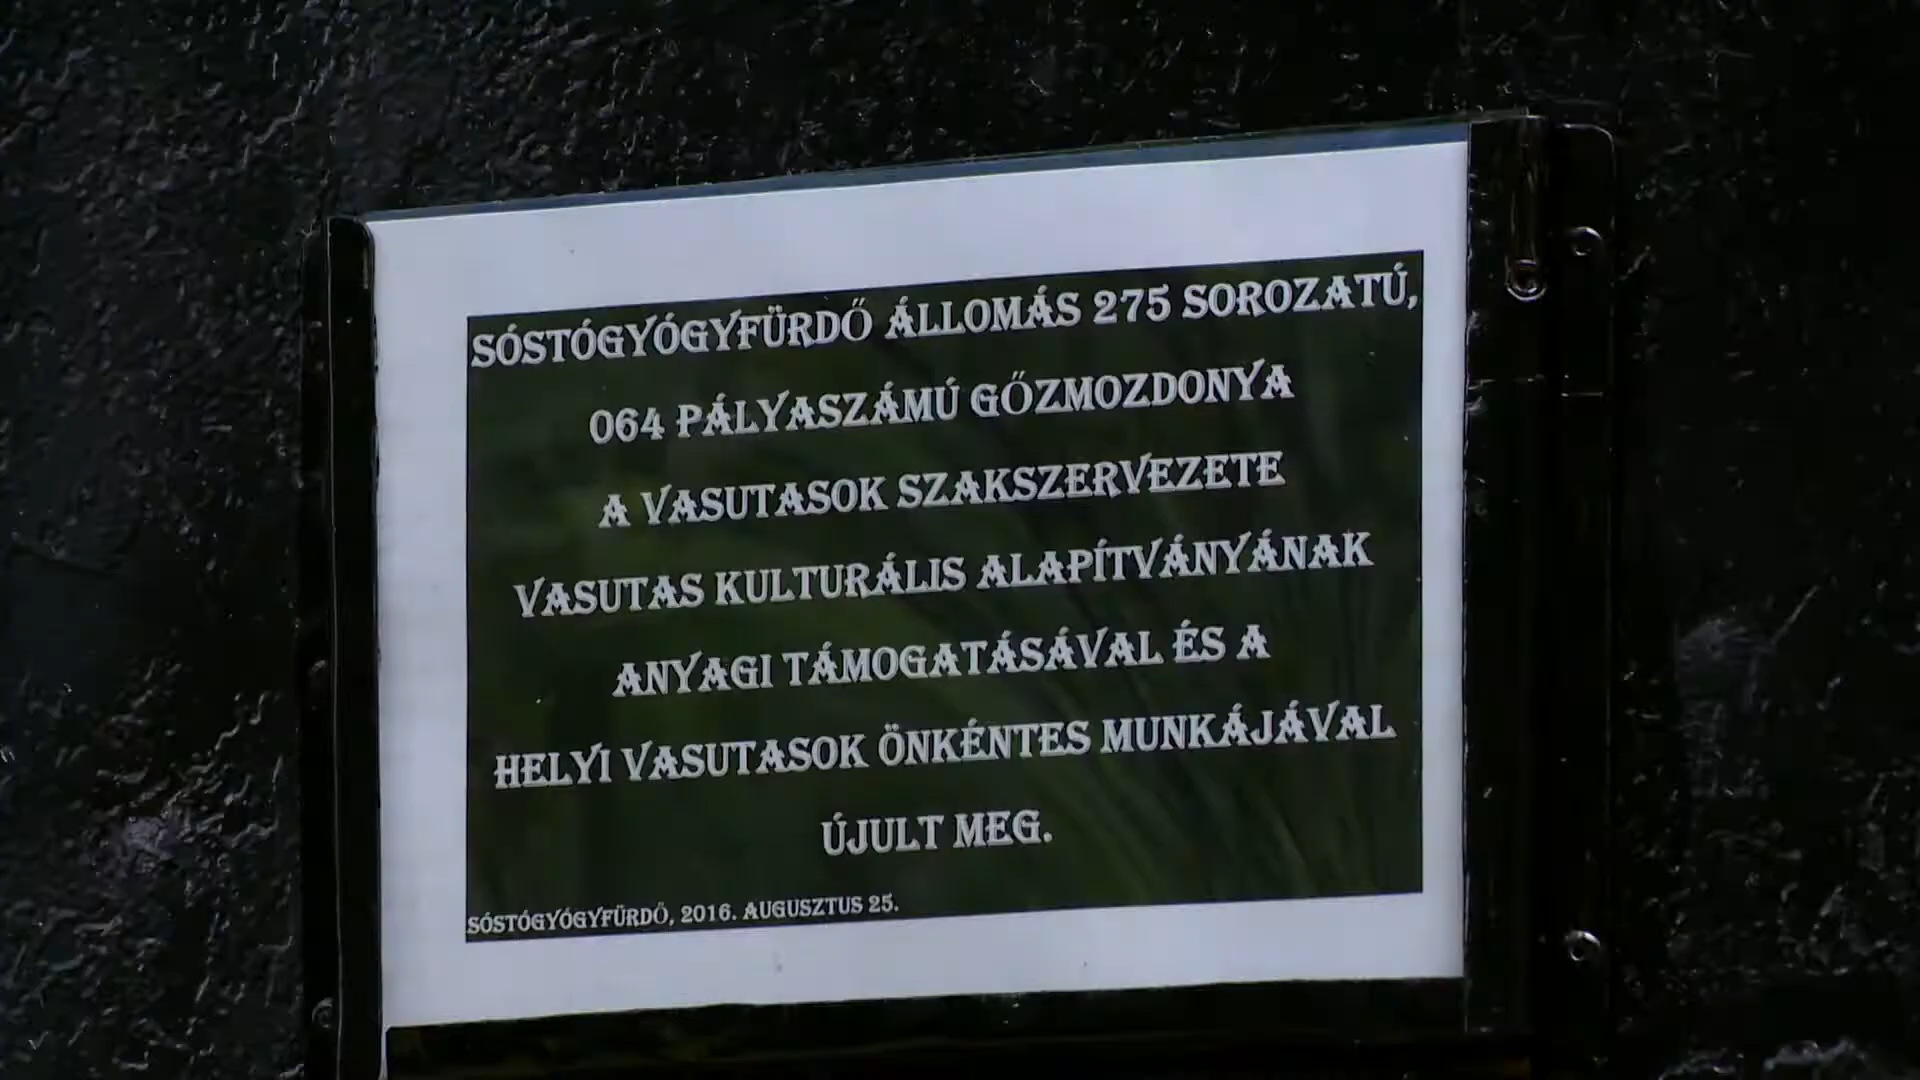 SÓSTÓGYÓGYFÜRDŐ ÁLLOMÁS 275 SOROZATÚ,
064 PÁLYASZÁMÚ GŐZMOZDONYA
A VASUTASOK SZAKSZERVEZETE
VASUTAS KULTURÁLIS ALAPÍTVÁNYÁNAK
ANYAGI TÁMOGATÁSÁVAL ÉS A
HELYI VASUTASOK ÖNKÉNTES MUNKÁJÁVAL
ÚJULT MEG.
SÓSTÓGYÓGYFÜRDŐ, 2016. AUGUSZTUS 25.